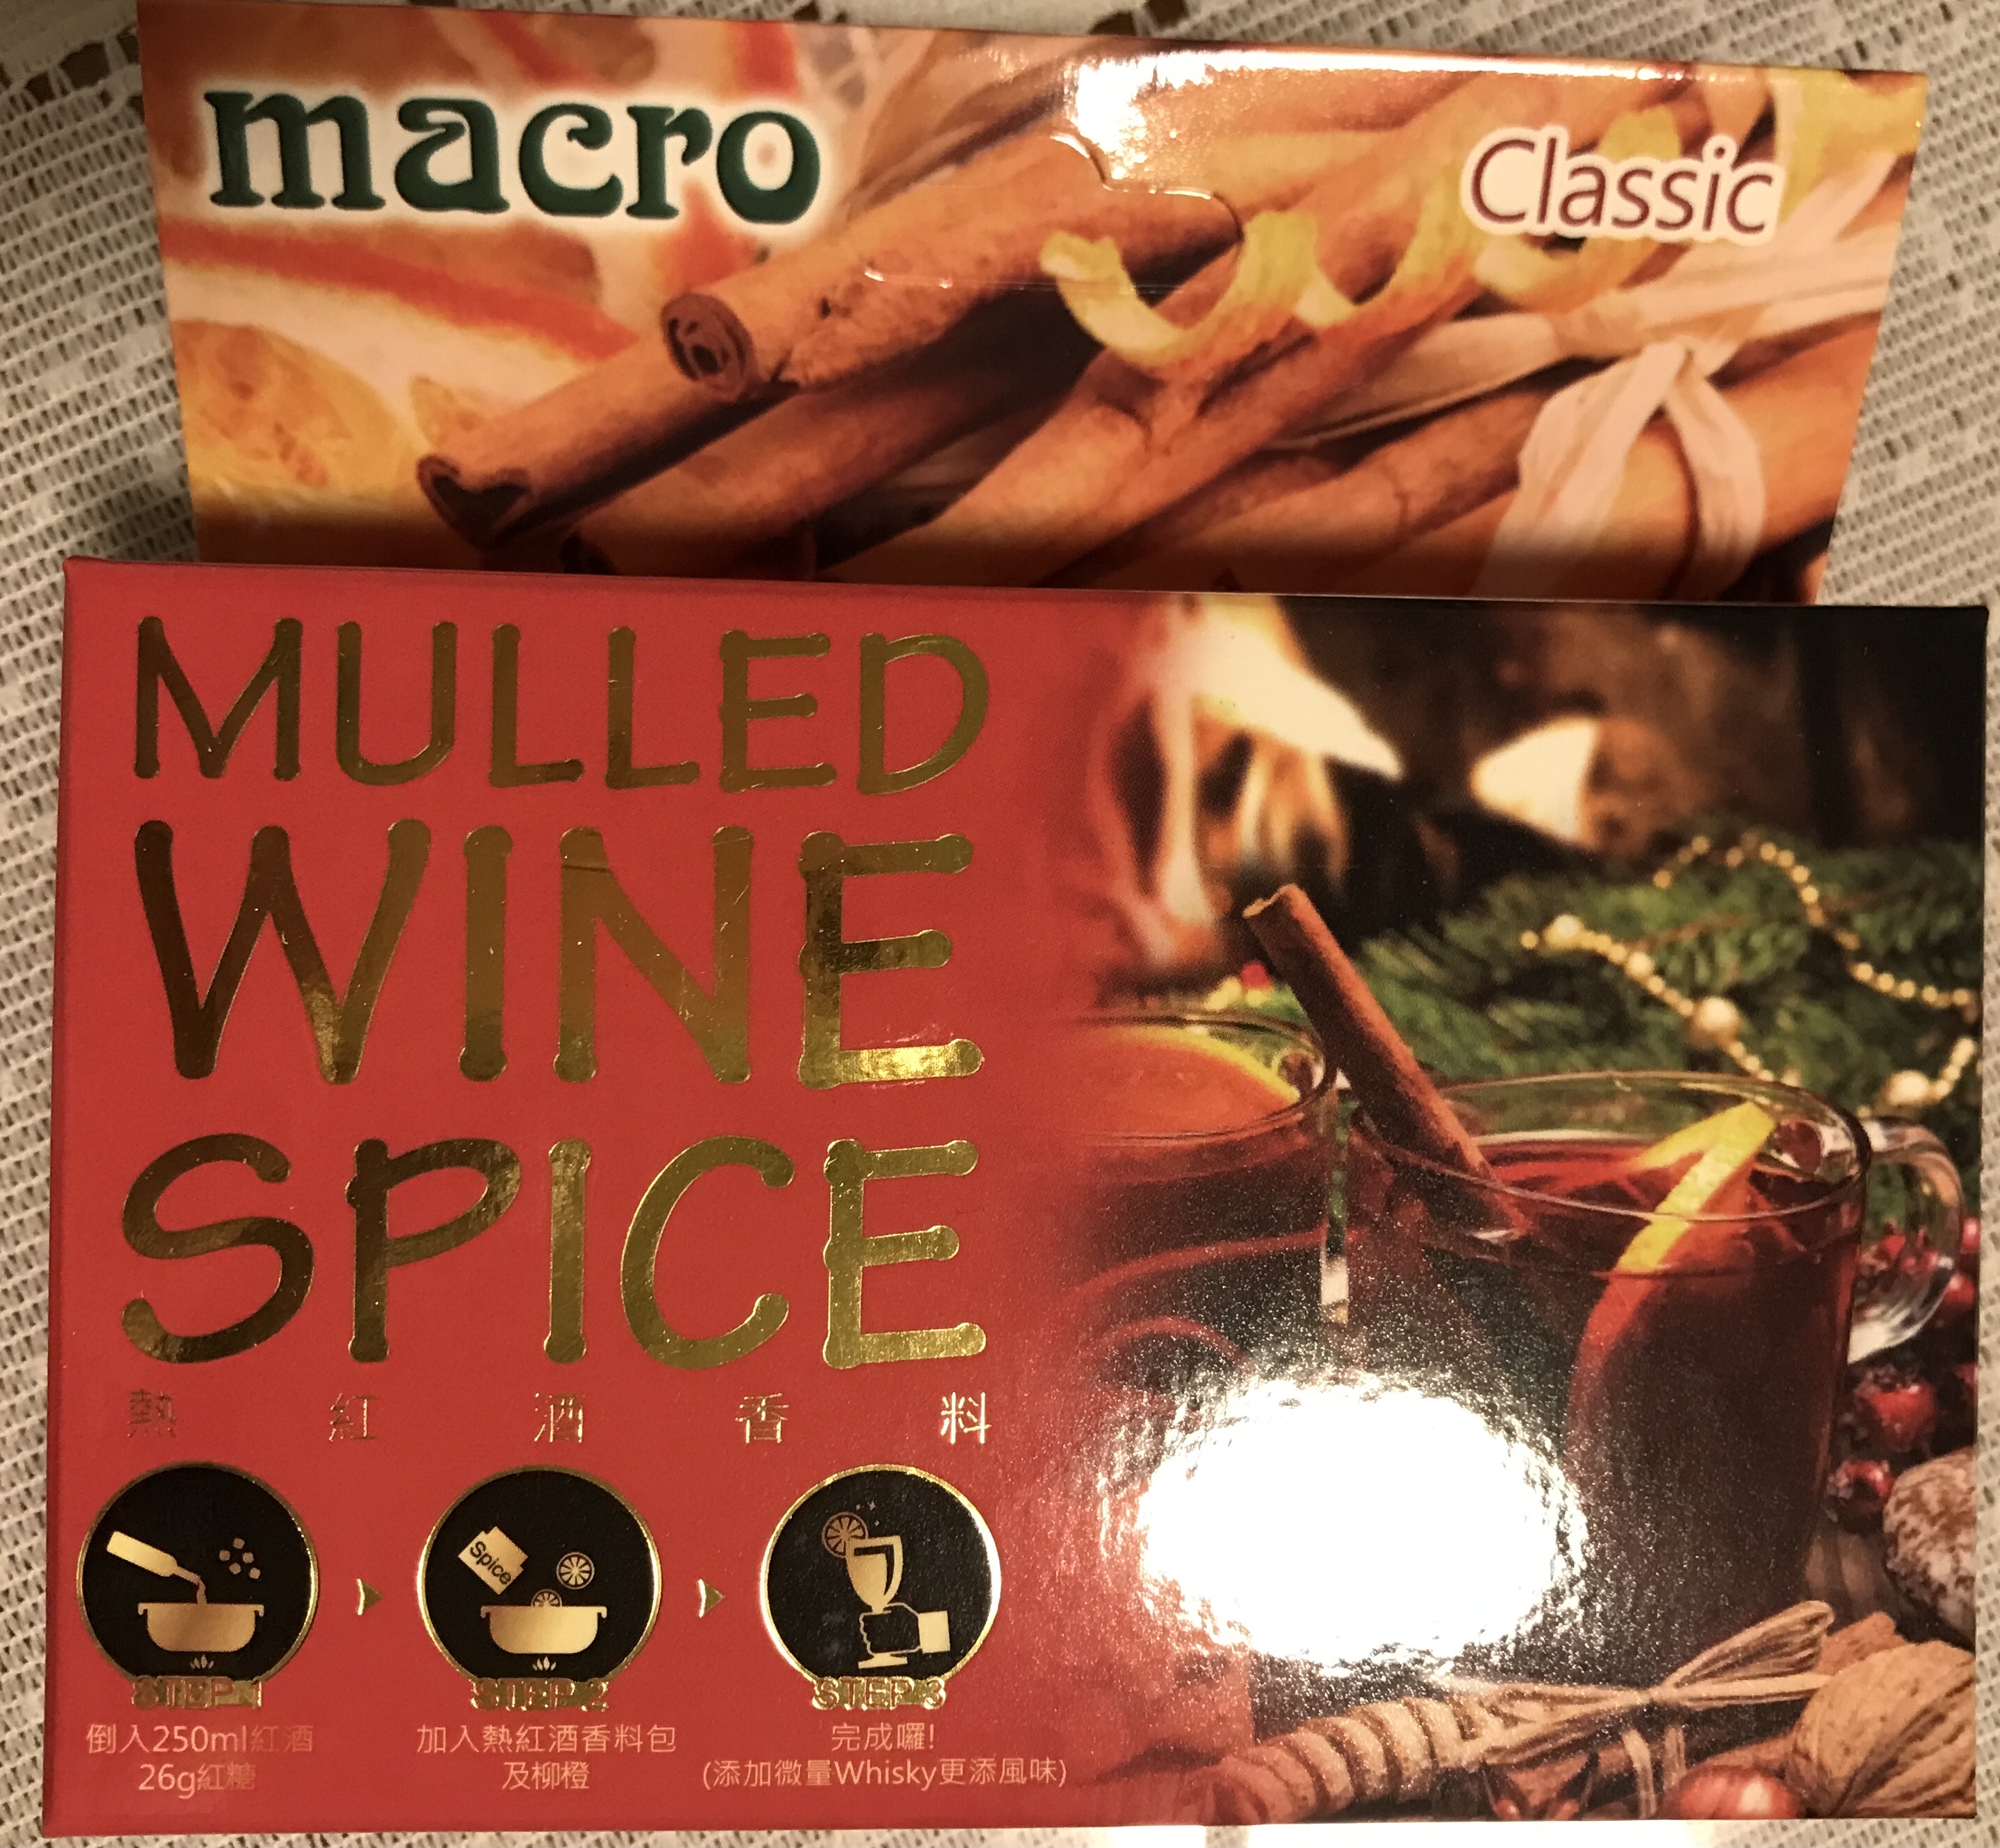 macro
Classic
MULLED
WINE
SPICE
熱紅酒香料
Spice
STEP 1
倒入250ml紅酒
26g紅糖
STEP 2
加入熱紅酒香料包
及柳橙
STEP 3
完成囉!
(添加微量Whisky更添風味)